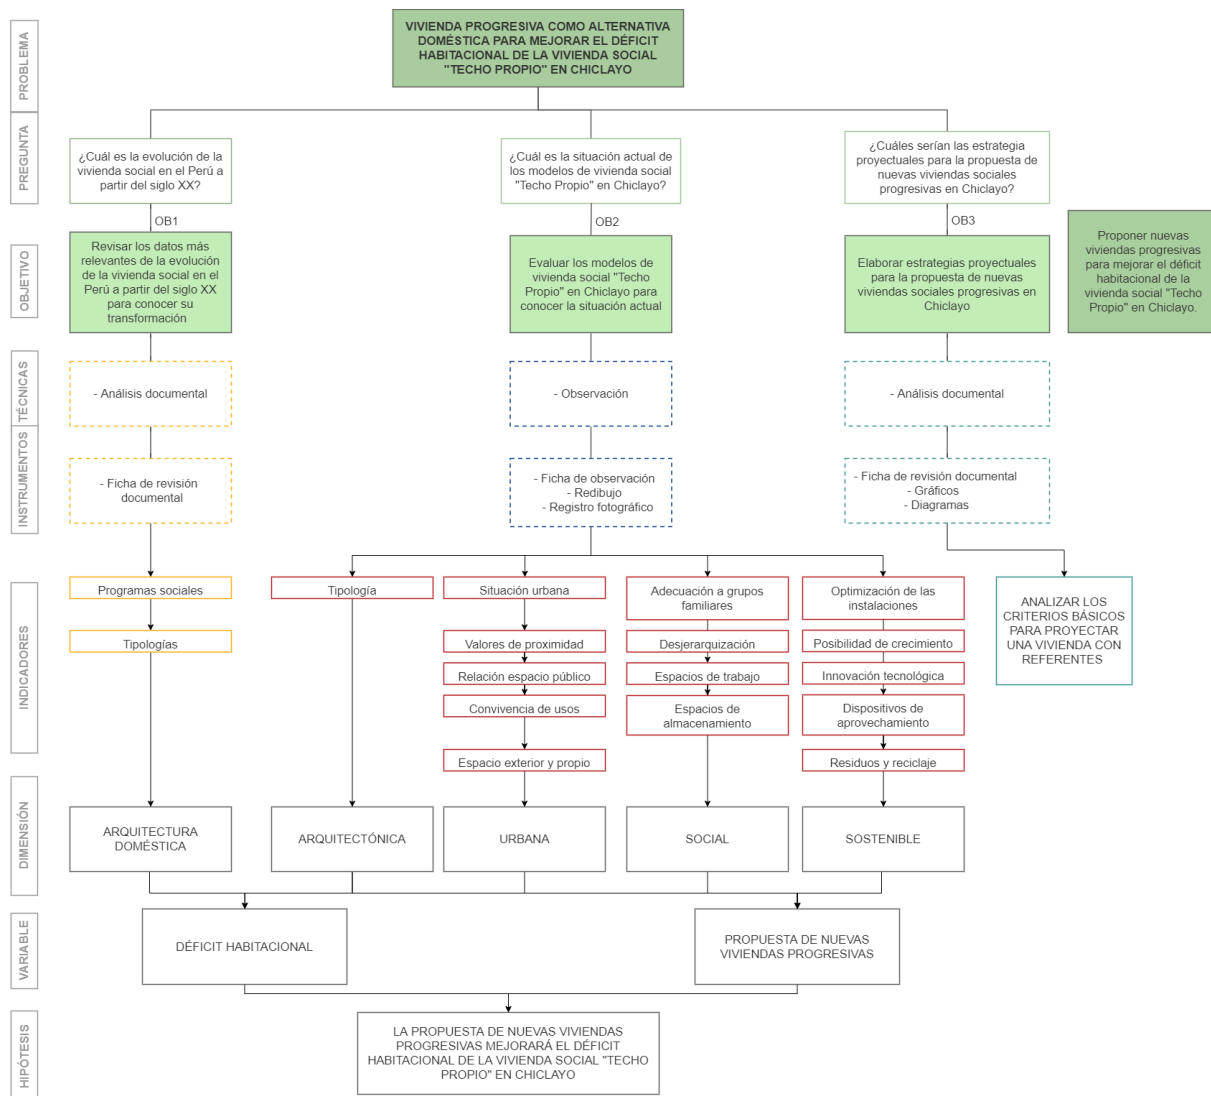 PROBLEMA
VIVIENDA PROGRESIVA COMO ALTERNATIVA
DOMÉSTICA PARA MEJORAR EL DÉFICIT
HABITACIONAL DE LA VIVIENDA SOCIAL
"TECHO PROPIO" EN CHICLAYO
PREGUNTA
¿Cuál es la evolución de la
vivienda social en el Perú a
partir del siglo XX?
¿Cuál es la situación actual de
los modelos de vivienda social
"Techo Propio" en Chiclayo?
¿Cuáles serían las estrategia
proyectuales para la propuesta de
nuevas viviendas sociales
progresivas en Chiclayo?
OB1
OB2
OB3
OBJETIVO
Revisar los datos más
relevantes de la evolución
de la vivienda social en el
Perú a partir del siglo XX
para conocer su
transformación
Evaluar los modelos de
vivienda social "Techo
Propio" en Chiclayo para
conocer la situación actual
Elaborar estrategias proyectuales
para la propuesta de nuevas
viviendas sociales progresivas en
Chiclayo
Proponer nuevas
viviendas progresivas
para mejorar el déficit
habitacional de la
vivienda social "Techo
Propio" en Chiclayo.
TÉCNICAS
- Análisis documental
- Observación
- Análisis documental
INSTRUMENTOS
- Ficha de revisión
documental
- Ficha de observación
- Redibujo
- Registro fotográfico
- Ficha de revisión documental
- Gráficos
- Diagramas
INDICADORES
Programas sociales
Tipologías
Tipología
Situación urbana
Valores de proximidad
Relación espacio público
Convivencia de usos
Espacio exterior y propio
Adecuación a grupos
familiares
Desjerarquización
Espacios de trabajo
Espacios de
almacenamiento
Optimización de las
instalaciones
Posibilidad de crecimiento
Innovación tecnológica
Dispositivos de
aprovechamiento
Residuos y reciclaje
ANALIZAR LOS
CRITERIOS BÁSICOS
PARA PROYECTAR
UNA VIVIENDA CON
REFERENTES
DIMENSIÓN
ARQUITECTURA
DOMÉSTICA
ARQUITECTÓNICA
URBANA
SOCIAL
SOSTENIBLE
VARIABLE
DÉFICIT HABITACIONAL
PROPUESTA DE NUEVAS
VIVIENDAS PROGRESIVAS
HIPÓTESIS
LA PROPUESTA DE NUEVAS VIVIENDAS
PROGRESIVAS MEJORARÁ EL DÉFICIT
HABITACIONAL DE LA VIVIENDA SOCIAL "TECHO
PROPIO" EN CHICLAYO